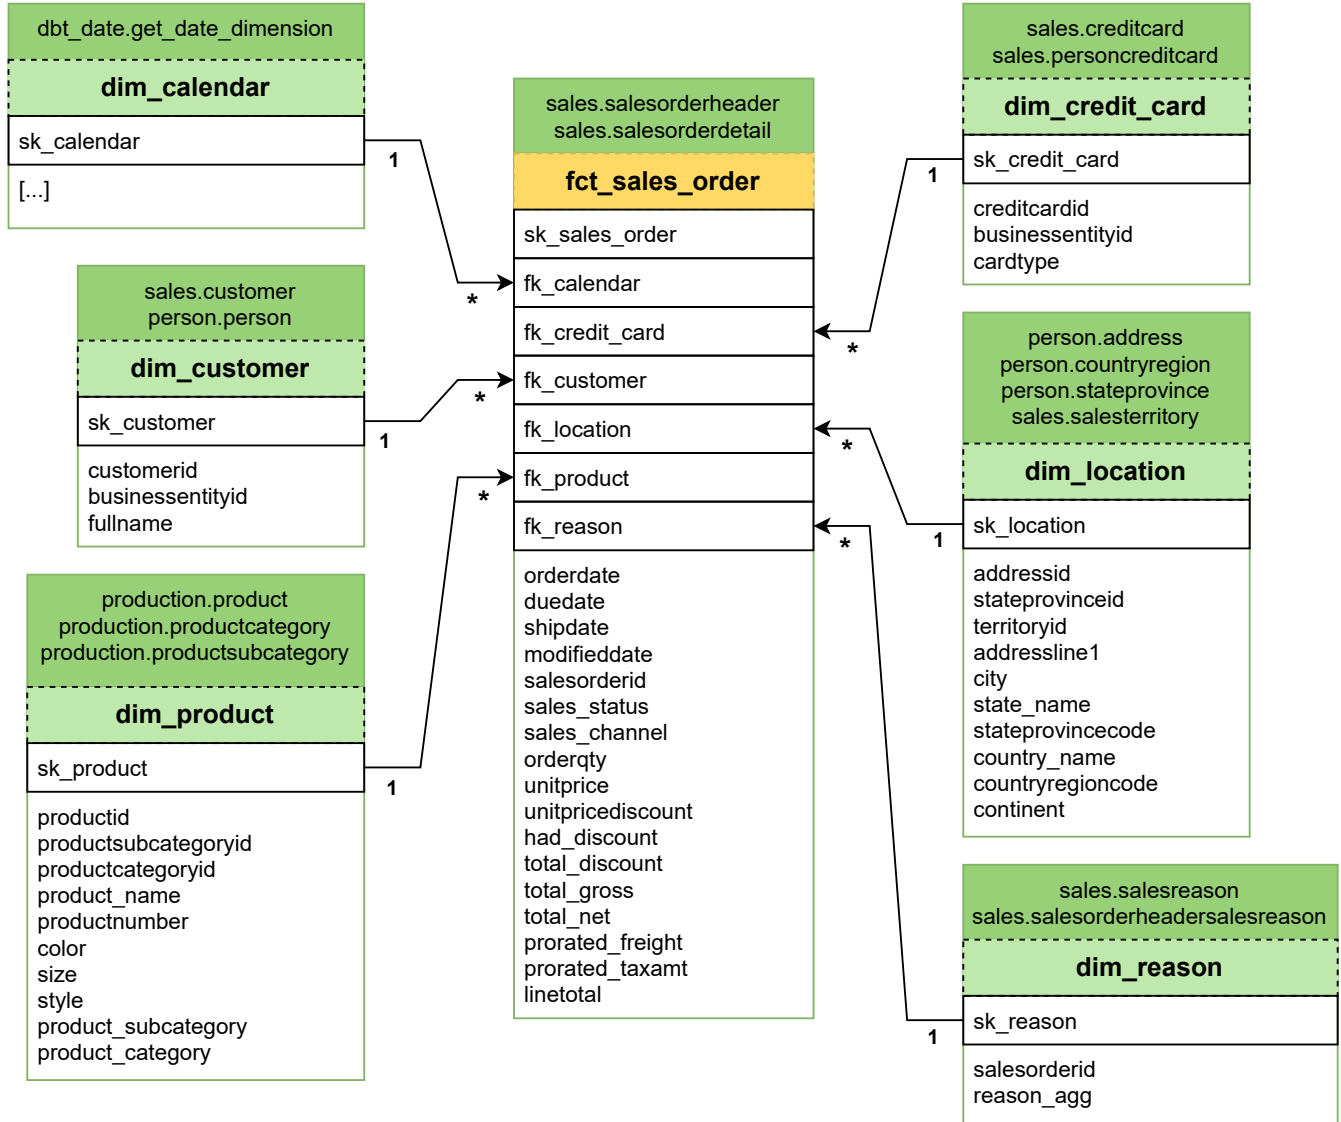 dbt_date.get_date_dimension
dim_calendar
sk_calendar
[...]
1
*
sales.customer
person.person
dim_customer
sk_customer
customerid
businessentityid
fullname
1
*
production.product
production.productcategory
production.productsubcategory
dim_product
sk_product
productid
productsubcategoryid
productcategoryid
product_name
productnumber
color
size
style
product_subcategory
product_category
1
*
sales.salesorderheader
sales.salesorderdetail
fct_sales_order
sk_sales_order
fk_calendar
fk_credit_card
fk_customer
fk_location
fk_product
fk_reason
orderdate
duedate
shipdate
modifieddate
salesorderid
sales_status
sales_channel
orderqty
unitprice
unitpricediscount
had_discount
total_discount
total_gross
total_net
prorated_freight
prorated_taxamt
linetotal
sales.creditcard
sales.personcreditcard
dim_credit_card
sk_credit_card
creditcardid
businessentityid
cardtype
1
*
person.address
person.countryregion
person.stateprovince
sales.salesterritory
dim_location
sk_location
addressid
stateprovinceid
territoryid
addressline1
city
state_name
stateprovincecode
country_name
countryregioncode
continent
1
*
sales.salesreason
sales.salesorderheadersalesreason
dim_reason
sk_reason
salesorderid
reason_agg
1
*